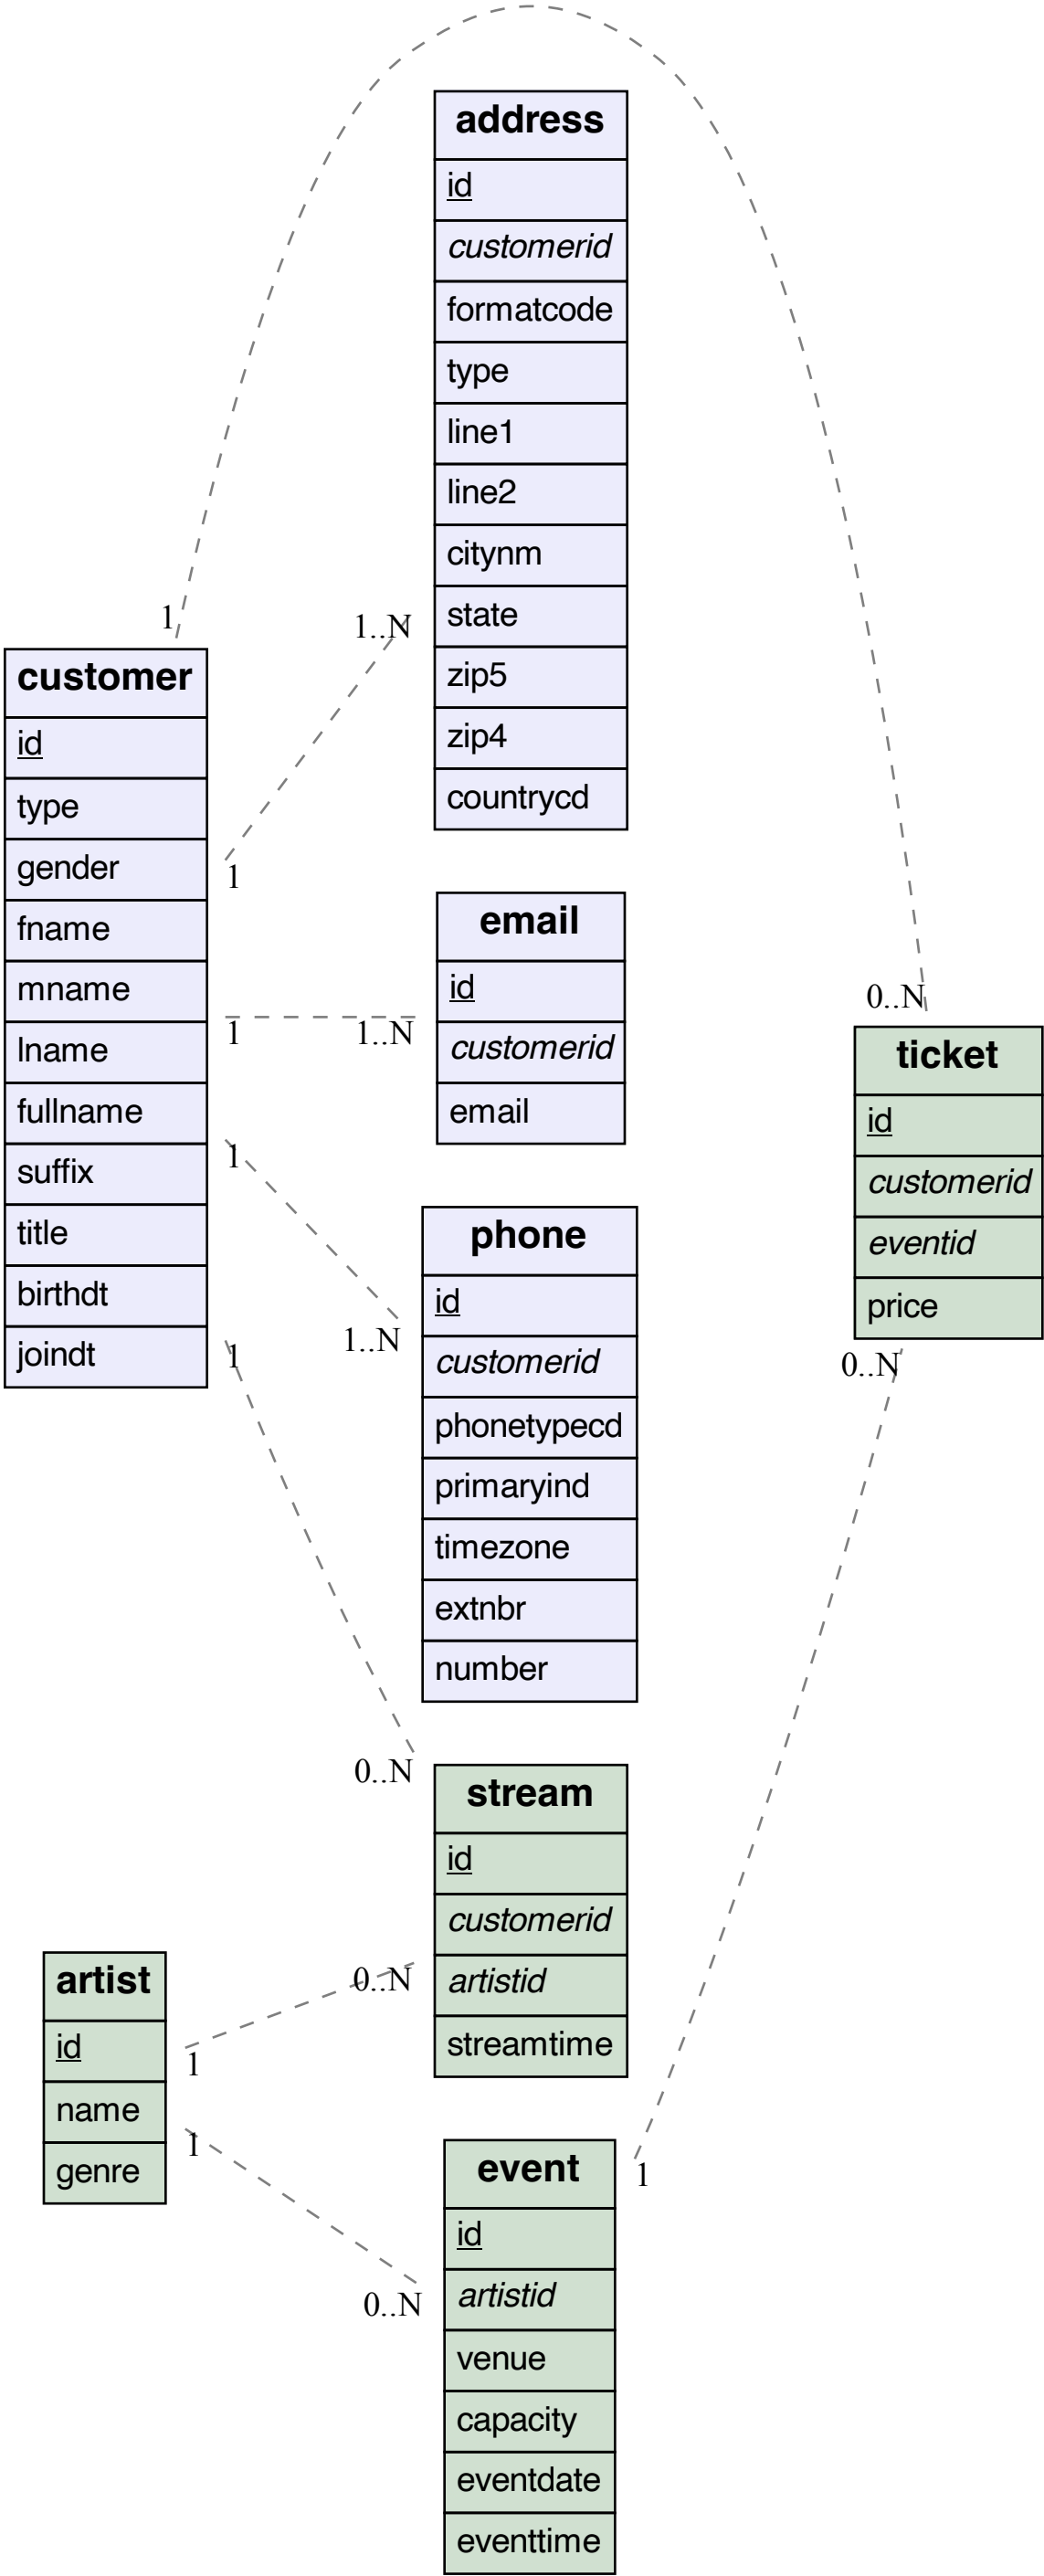 address
id
customerid
formatcode
type
line1
line2
citynm
state
zip5
zip4
countrycd
1
1..N
customer
id
type
gender
fname
mname
lname
fullname
suffix
title
birthdt
joindt
1
1
1..N
1
1..N
1
email
id
customerid
email
phone
id
customerid
phonetypecd
primaryind
timezone
extnbr
number
0..N
ticket
id
customerid
eventid
price
0..N
0..N
stream
id
customerid
artistid
streamtime
artist
id
name
genre
0..N
1
1
0..N
event
id
artistid
venue
capacity
eventdate
eventtime
1